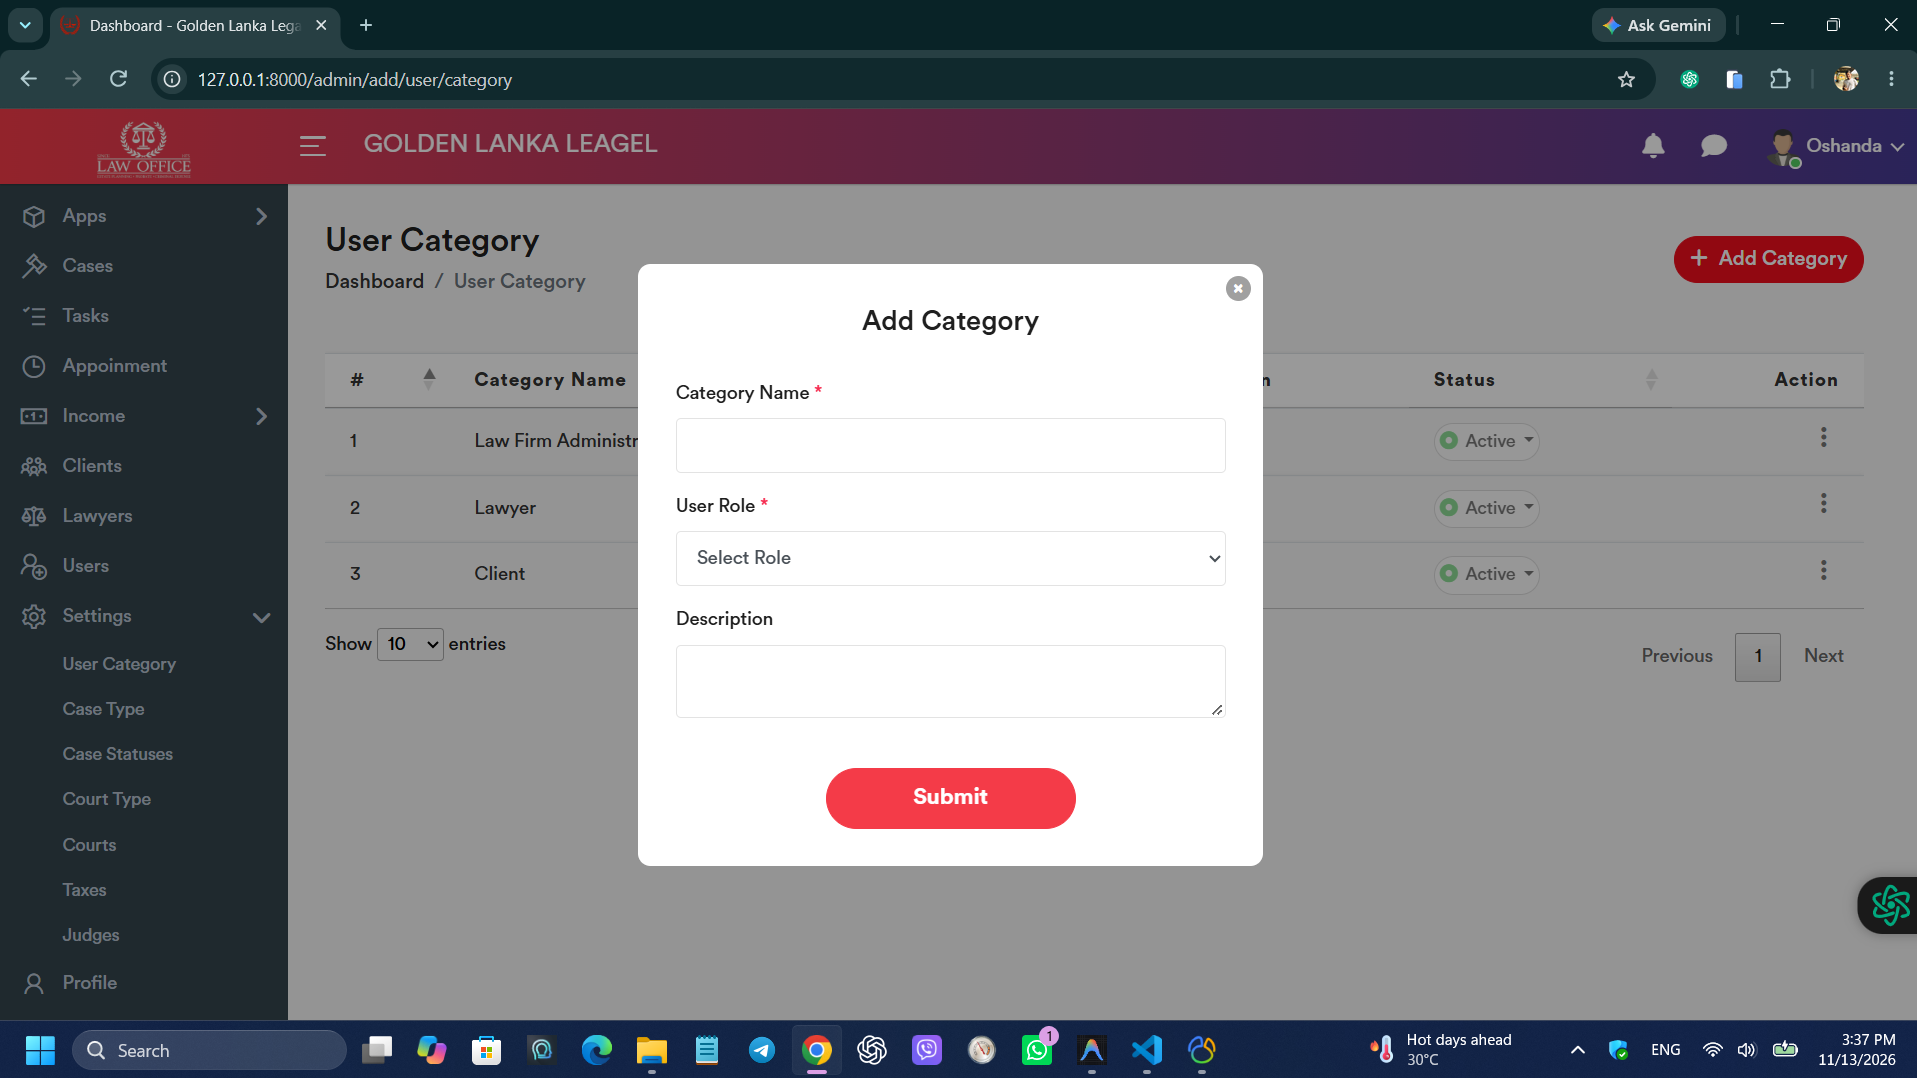 Dashboard - Golden Lanka Lega
Ask Gemini
127.0.0.1:8000/admin/add/user/category
LAW OFFICE
GOLDEN LANKA LEAGEL
Oshanda
Apps
Cases
Tasks
Appoinment
Income
Clients
Lawyers
Users
Settings
User Category
Case Type
Case Statuses
Court Type
Courts
Taxes
Judges
Profile
User Category
Dashboard / User Category
+ Add Category
# Category Name n Status Action
1 Law Firm Administr Active
2 Lawyer Active
3 Client Active
Show 10 entries
Previous 1 Next
Add Category
Category Name *
User Role *
Select Role
Description
Submit
Search
1
Hot days ahead
30°C
ENG
3:37 PM
11/13/2026